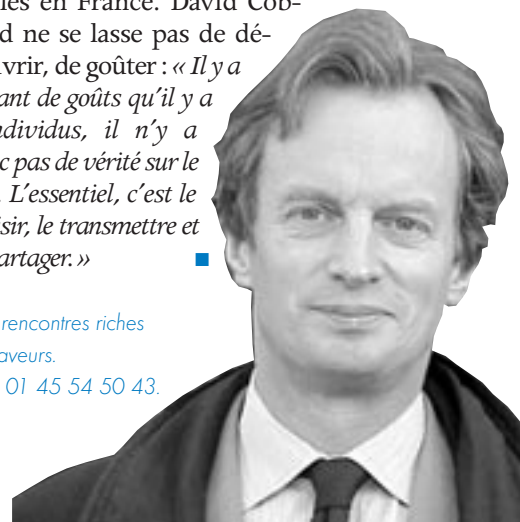 les en France. David Cob-
d ne se lasse pas de dé-
vrir, de goûter : « Il y a
ant de goûts qu'il y a
ndividus, il n'y a
c pas de vérité sur le
. L'essentiel, c'est le
isir, le transmettre et
artager. »
rencontres riches
aveurs.
01 45 54 50 43.